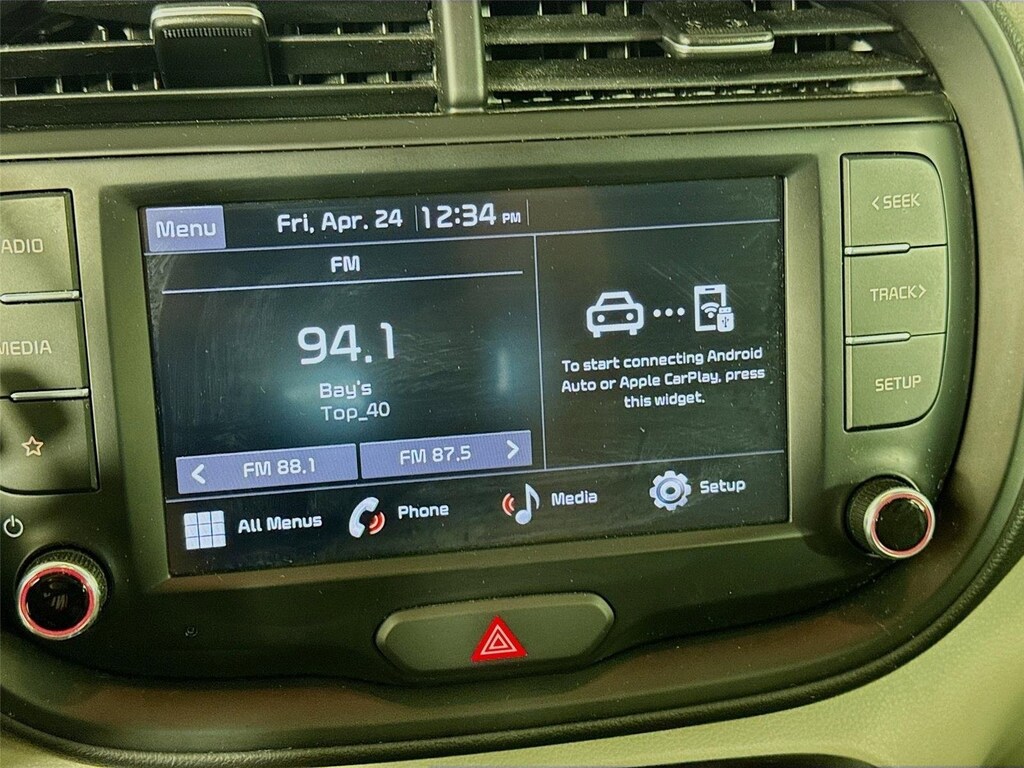 Menu
Fri, Apr. 24 12:34 PM
FM
94.1
Bay's
Top_40
< FM 88.1
FM 87.5 >
To start connecting Android
Auto or Apple CarPlay, press
this widget.
All Menus
Phone
Media
Setup
ADIO
MEDIA
<SEEK
TRACK>
SETUP